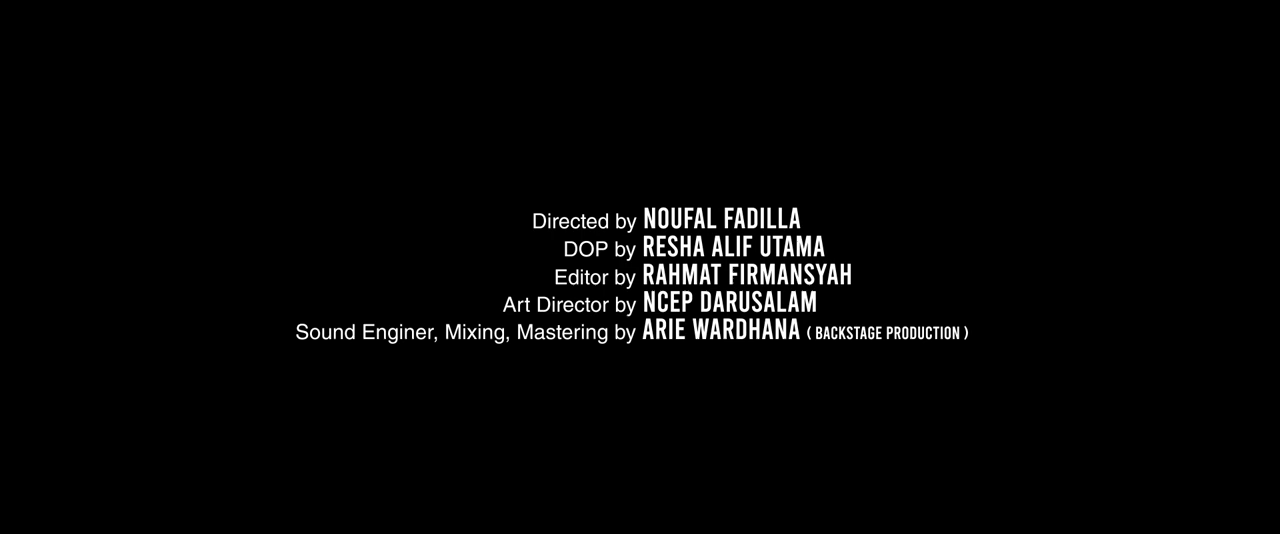 Directed by NOUFAL FADILLA
DOP by RESHA ALIF UTAMA
Editor by RAHMAT FIRMANSYAH
Art Director by NCEP DARUSALAM
Sound Enginer, Mixing, Mastering by ARIE WARDHANA ( BACKSTAGE PRODUCTION )